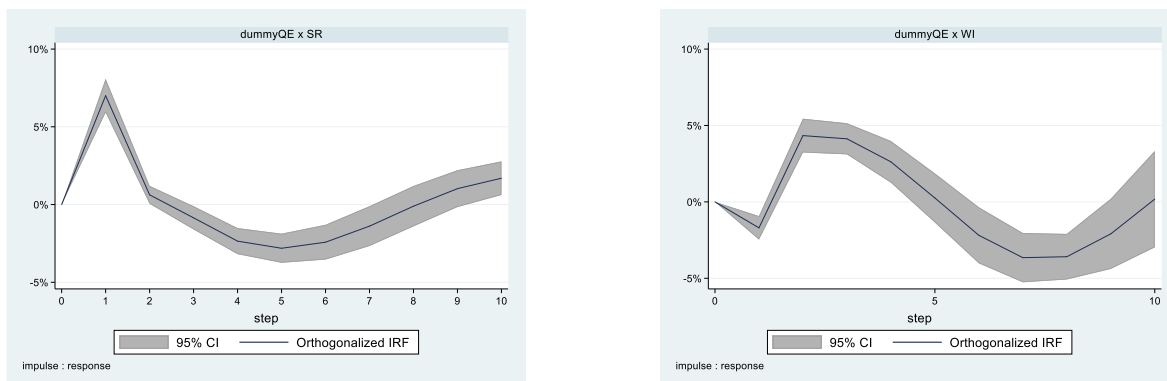 dummyQE x SR
10%
5%
0%
-5%
0 1 2 3 4 5 6 7 8 9 10
step
95% CI Orthogonalized IRF
impulse : response
dummyQE x WI
10%
5%
0%
-5%
0 5 10
step
95% CI Orthogonalized IRF
impulse : response